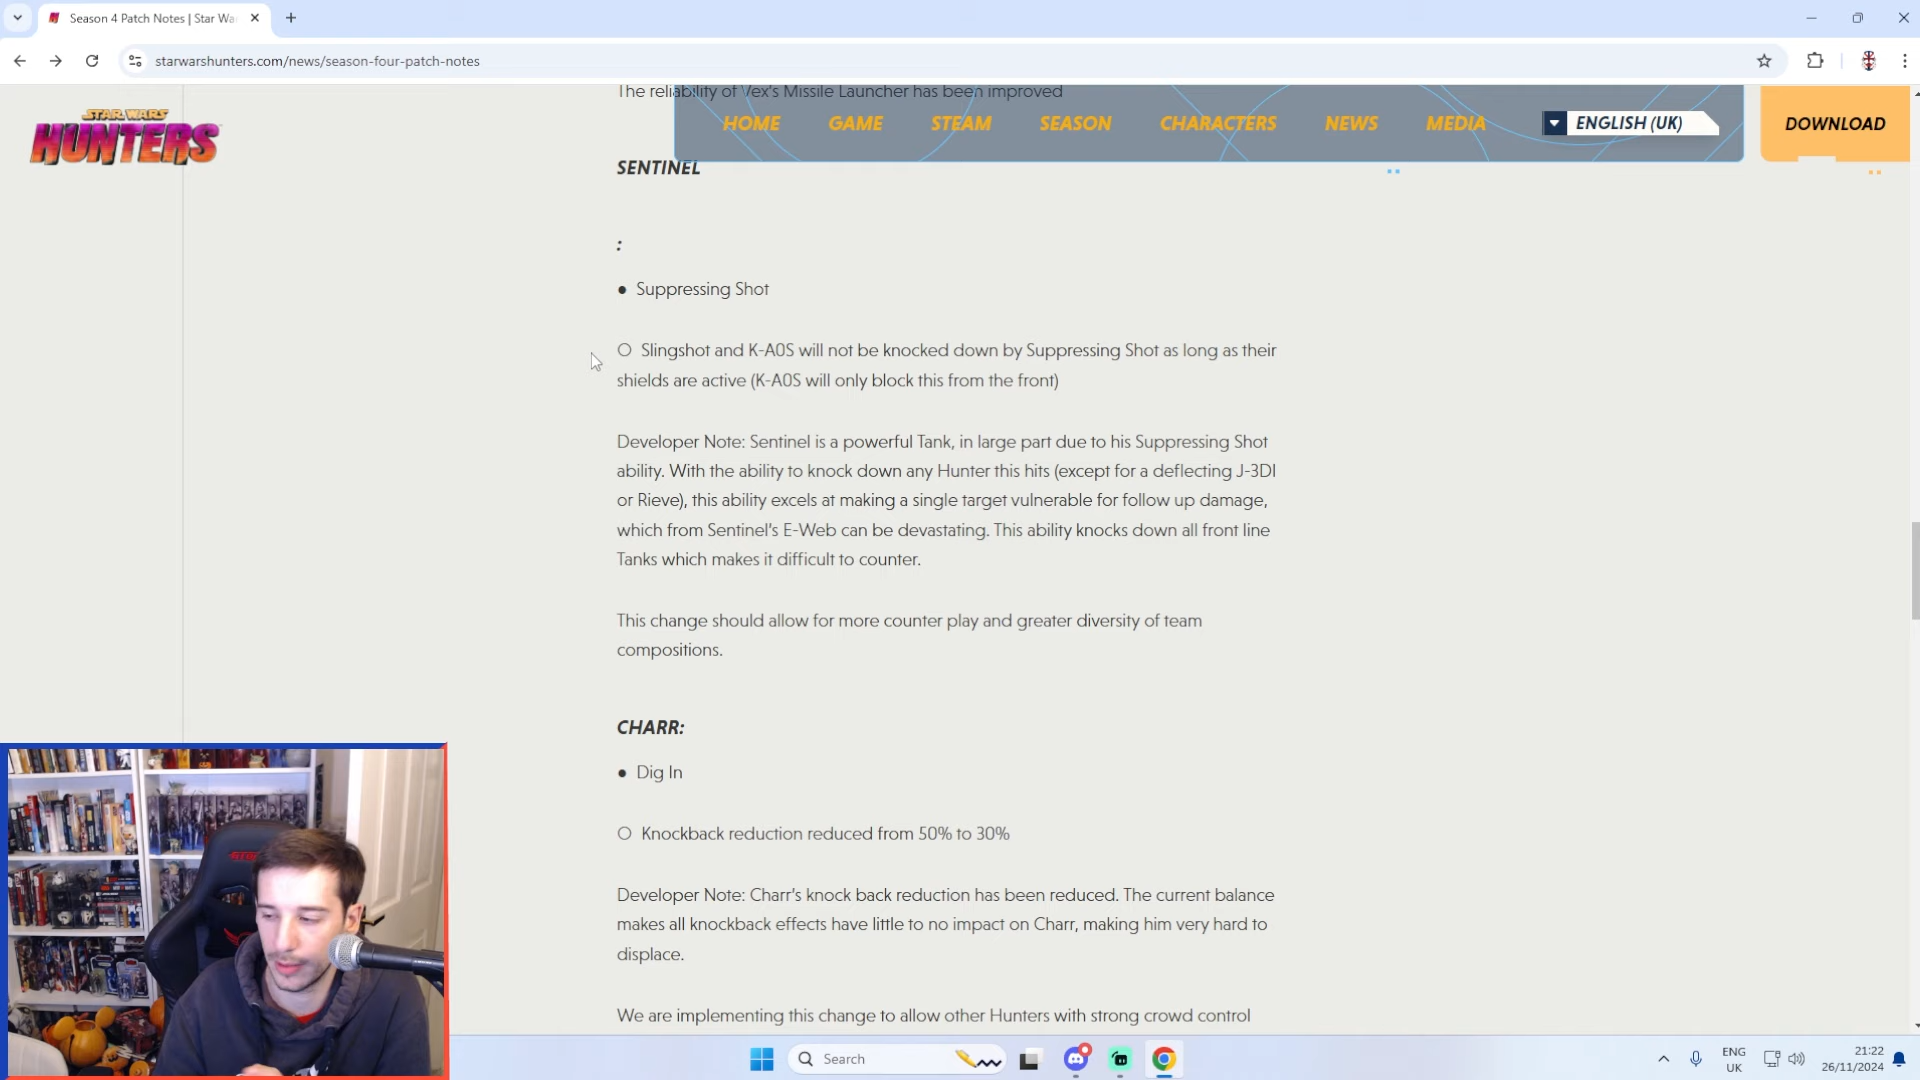 Season 4 Patch Notes | Star Wa
starwarshunters.com/news/season-four-patch-notes
The reliability of Vex's Missile Launcher has been improved
STAR WARS
HUNTERS
HOME GAME STEAM SEASON CHARACTERS NEWS MEDIA ENGLISH (UK) DOWNLOAD
SENTINEL
:
● Suppressing Shot
○ Slingshot and K-A0S will not be knocked down by Suppressing Shot as long as their
shields are active (K-A0S will only block this from the front)
Developer Note: Sentinel is a powerful Tank, in large part due to his Suppressing Shot
ability. With the ability to knock down any Hunter this hits (except for a deflecting J-3DI
or Rieve), this ability excels at making a single target vulnerable for follow up damage,
which from Sentinel's E-Web can be devastating. This ability knocks down all front line
Tanks which makes it difficult to counter.
This change should allow for more counter play and greater diversity of team
compositions.
CHARR:
● Dig In
○ Knockback reduction reduced from 50% to 30%
Developer Note: Charr's knock back reduction has been reduced. The current balance
makes all knockback effects have little to no impact on Charr, making him very hard to
displace.
We are implementing this change to allow other Hunters with strong crowd control
Search
ENG
UK
21:22
26/11/2024